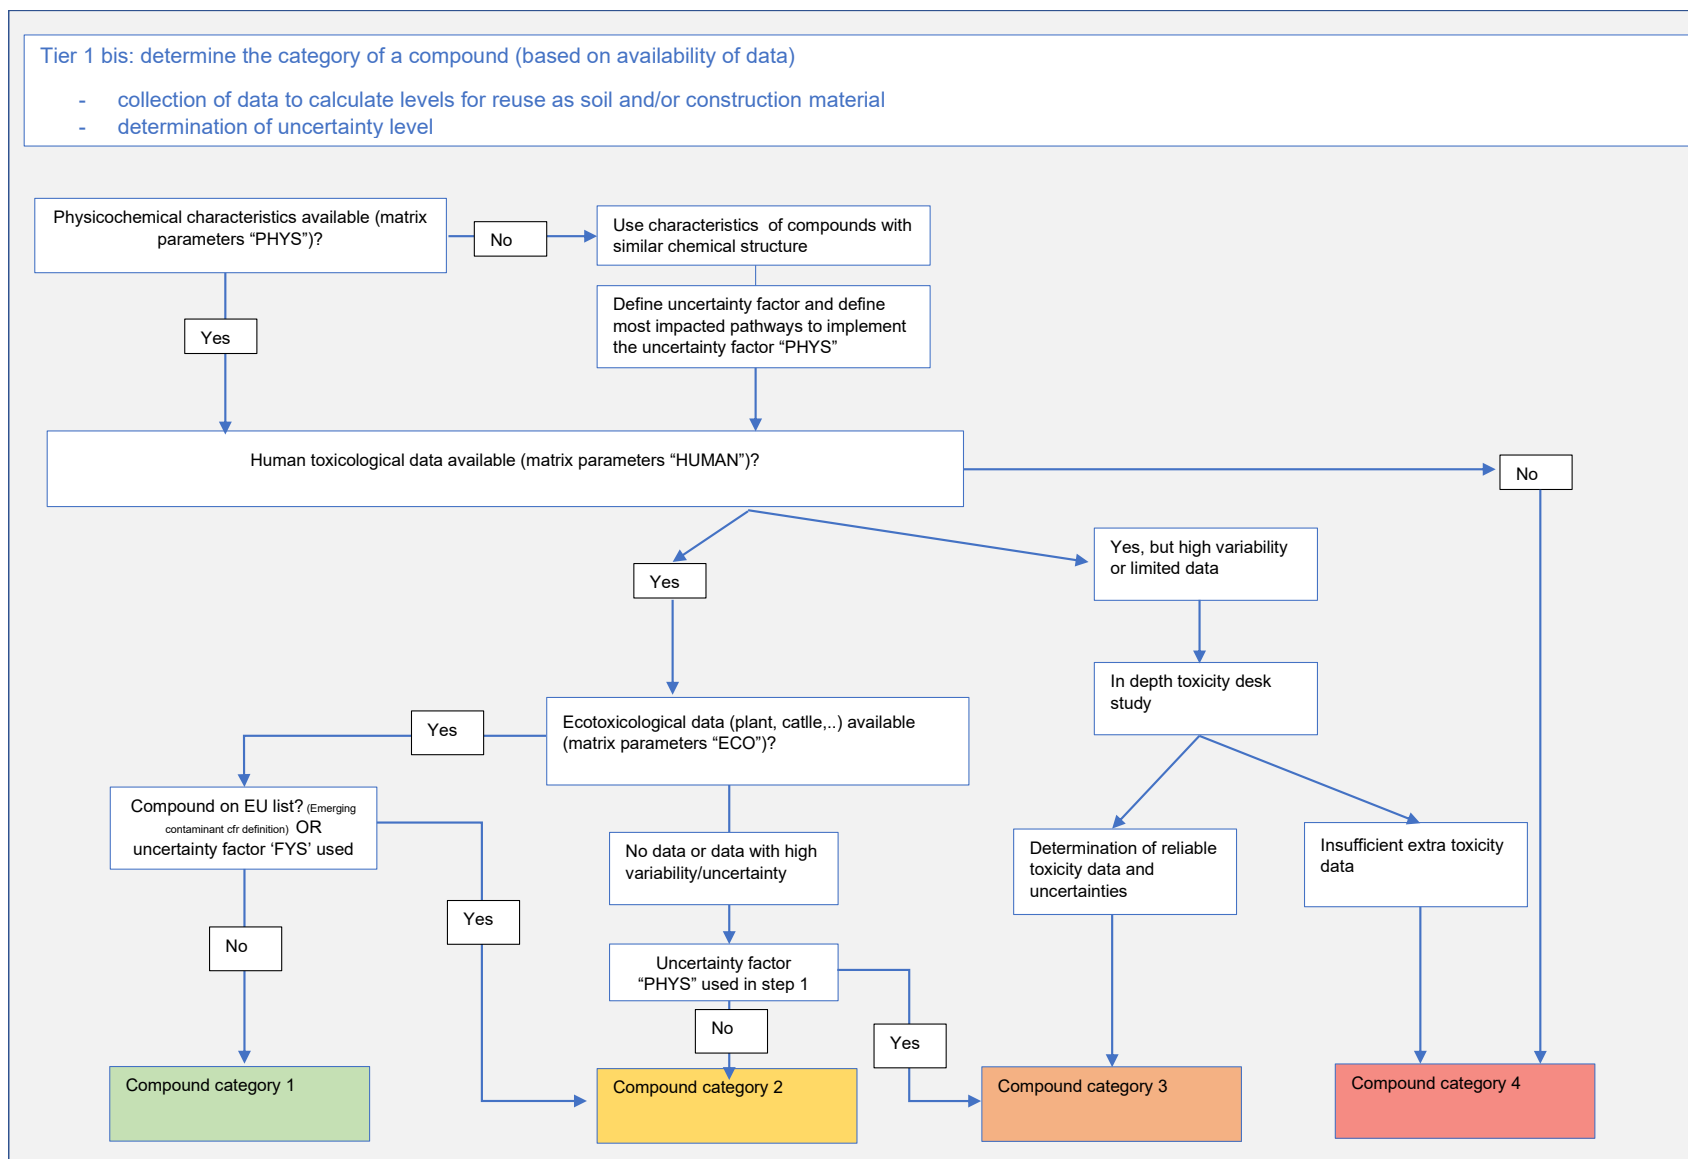 Tier 1 bis: determine the category of a compound (based on availability of data)
- collection of data to calculate levels for reuse as soil and/or construction material
- determination of uncertainty level
Physicochemical characteristics available (matrix
parameters “PHYS”)?
No
Use characteristics of compounds with
similar chemical structure
Define uncertainty factor and define
most impacted pathways to implement
the uncertainty factor “PHYS”
Yes
Human toxicological data available (matrix parameters “HUMAN”)?
No
Yes
Yes, but high variability
or limited data
In depth toxicity desk
study
Ecotoxicological data (plant, catlle,..) available
(matrix parameters “ECO”)?
Yes
Compound on EU list? (Emerging
contaminant cfr definition) OR
uncertainty factor ‘FYS’ used
No data or data with high
variability/uncertainty
Determination of reliable
toxicity data and
uncertainties
Insufficient extra toxicity
data
Yes
No
Uncertainty factor
“PHYS” used in step 1
No
Yes
Compound category 1
Compound category 2
Compound category 3
Compound category 4